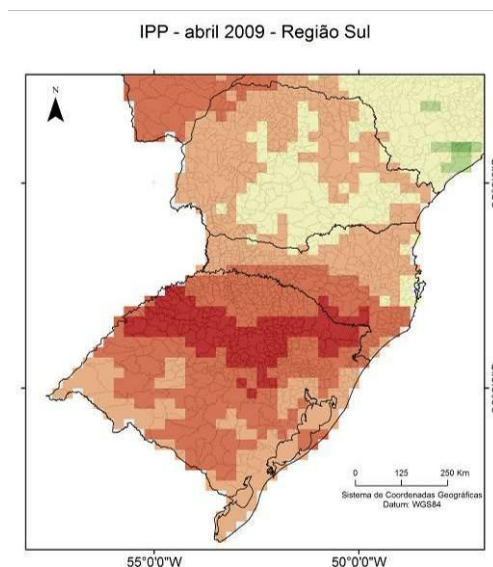 IPP - abril 2009 - Região Sul
N
0 125 250 Km
Sistema de Coordenadas Geográficas
Datum: WGS84
55°0'0"W 50°0'0"W